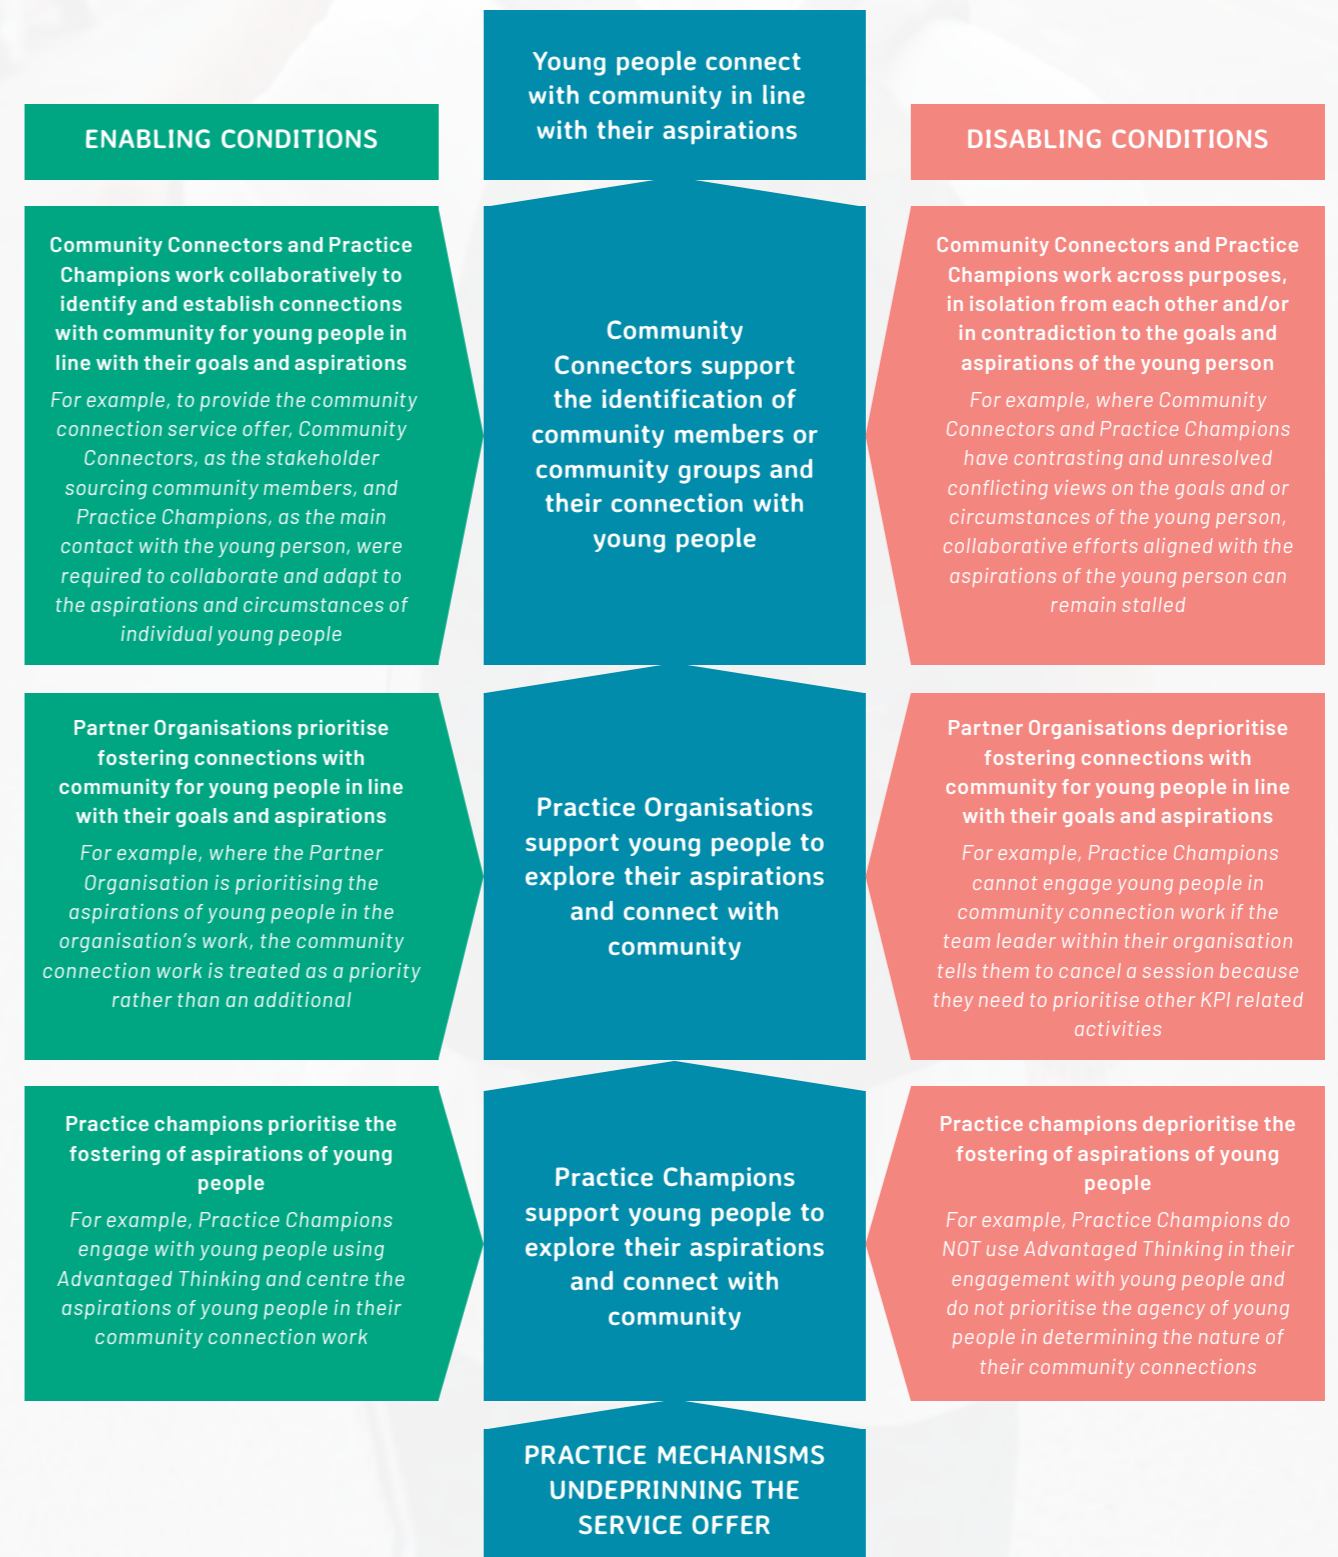 Young people connect
with community in line
with their aspirations
ENABLING CONDITIONS
DISABLING CONDITIONS
Community Connectors and Practice
Champions work collaboratively to
identify and establish connections
with community for young people in
line with their goals and aspirations
For example, to provide the community
connection service offer, Community
Connectors, as the stakeholder
sourcing community members, and
Practice Champions, as the main
contact with the young person, were
required to collaborate and adapt to
the aspirations and circumstances of
individual young people
Community
Connectors support
the identification of
community members or
community groups and
their connection with
young people
Community Connectors and Practice
Champions work across purposes,
in isolation from each other and/or
in contradiction to the goals and
aspirations of the young person
For example, where Community
Connectors and Practice Champions
have contrasting and unresolved
conflicting views on the goals and or
circumstances of the young person,
collaborative efforts aligned with the
aspirations of the young person can
remain stalled
Partner Organisations prioritise
fostering connections with
community for young people in line
with their goals and aspirations
For example, where the Partner
Organisation is prioritising the
aspirations of young people in the
organisation's work, the community
connection work is treated as a priority
rather than an additional
Practice Organisations
support young people to
explore their aspirations
and connect with
community
Partner Organisations deprioritise
fostering connections with
community for young people in line
with their goals and aspirations
For example, Practice Champions
cannot engage young people in
community connection work if the
team leader within their organisation
tells them to cancel a session because
they need to prioritise other KPI related
activities
Practice champions prioritise the
fostering of aspirations of young
people
For example, Practice Champions
engage with young people using
Advantaged Thinking and centre the
aspirations of young people in their
community connection work
Practice Champions
support young people to
explore their aspirations
and connect with
community
Practice champions deprioritise the
fostering of aspirations of young
people
For example, Practice Champions do
NOT use Advantaged Thinking in their
engagement with young people and
do not prioritise the agency of young
people in determining the nature of
their community connections
PRACTICE MECHANISMS
UNDEPRINNING THE
SERVICE OFFER